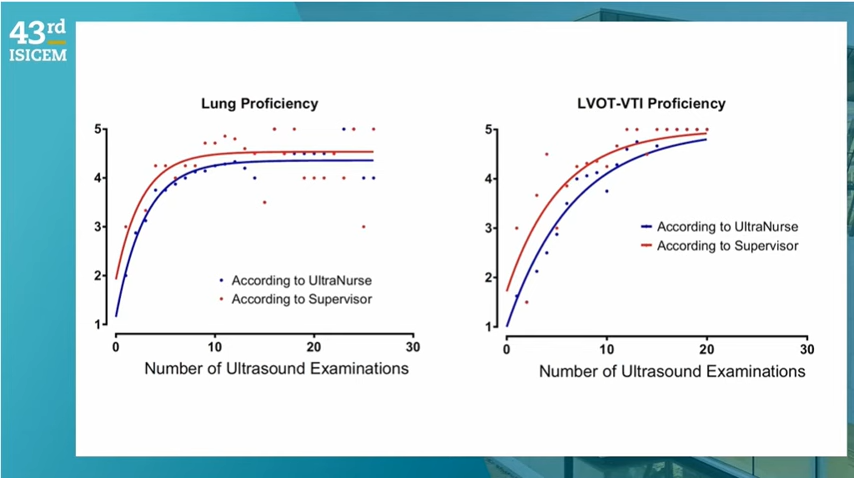 43rd
ISICEM
Lung Proficiency
5
4
3
2
1
0
10
20
30
Number of Ultrasound Examinations
According to UltraNurse
According to Supervisor
LVOT-VTI Proficiency
5
4
3
2
1
0
10
20
30
Number of Ultrasound Examinations
According to UltraNurse
According to Supervisor